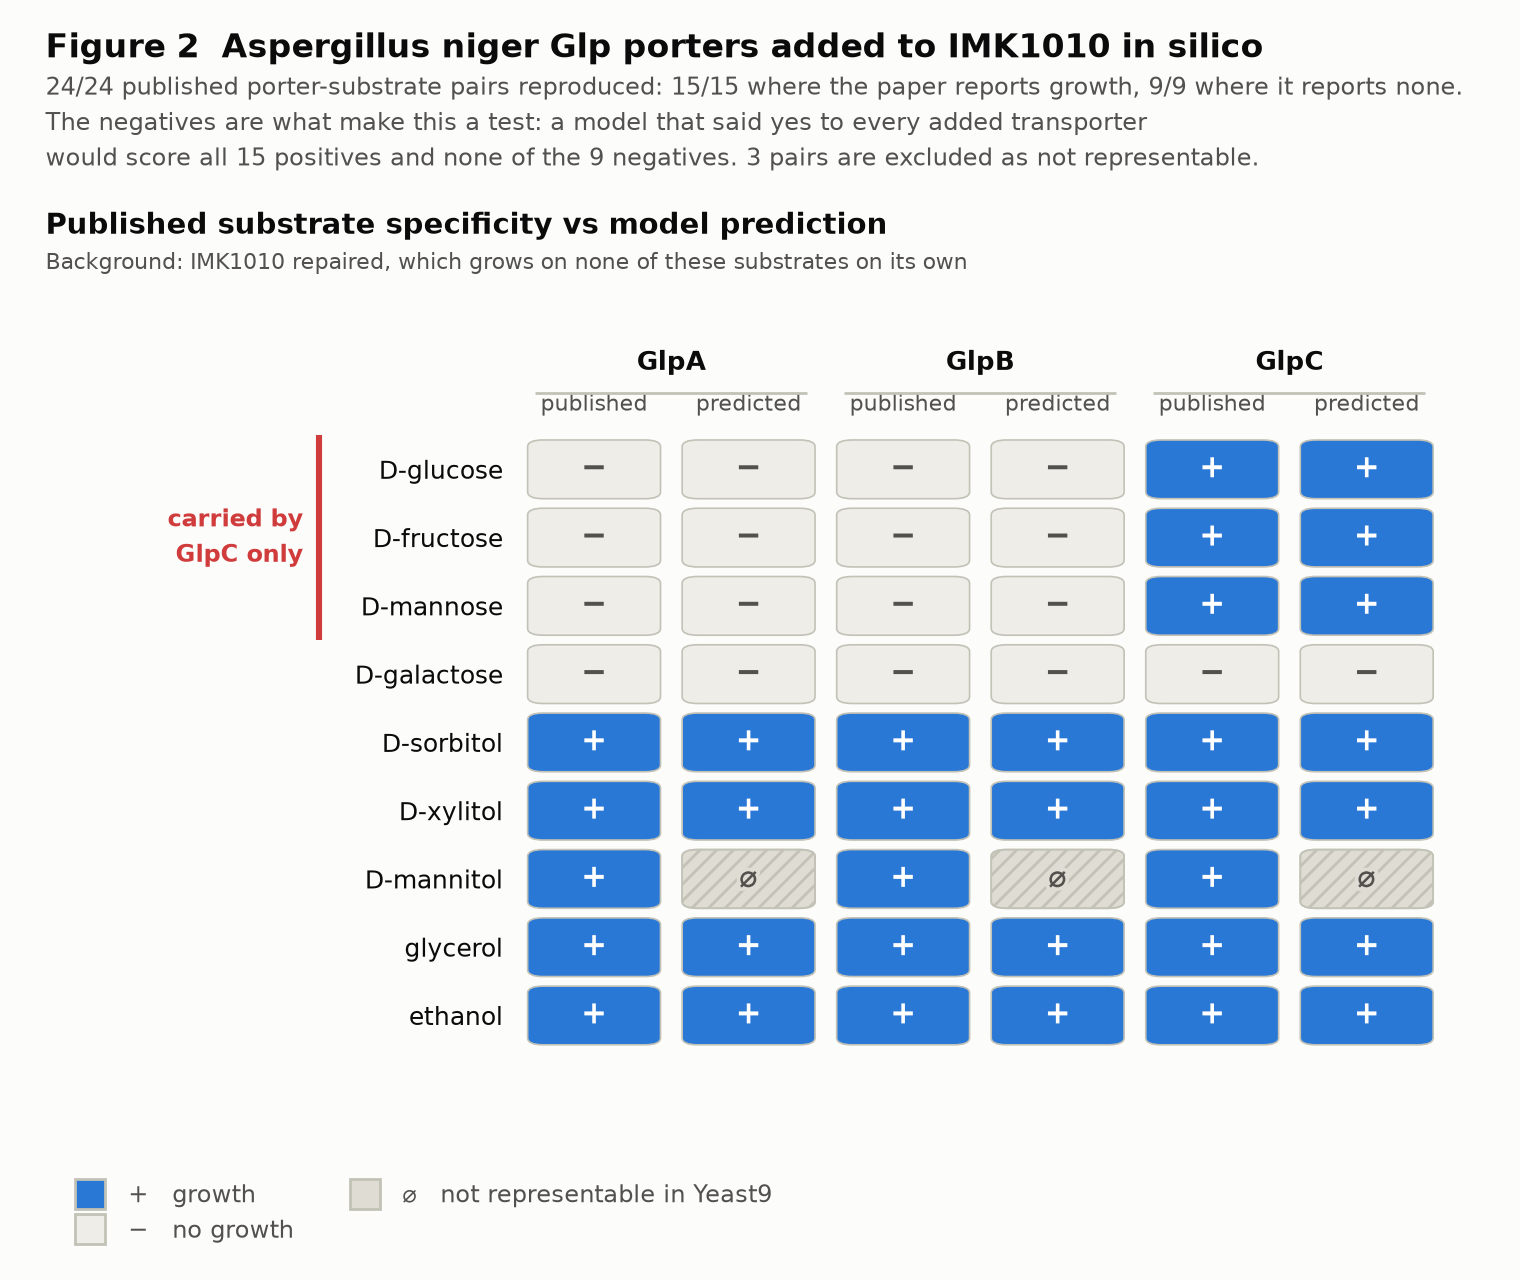 Figure 2  Aspergillus niger Glp porters added to IMK1010 in silico
24/24 published porter-substrate pairs reproduced: 15/15 where the paper reports growth, 9/9 where it reports none.
The negatives are what make this a test: a model that said yes to every added transporter
would score all 15 positives and none of the 9 negatives. 3 pairs are excluded as not representable.
Published substrate specificity vs model prediction
Background: IMK1010 repaired, which grows on none of these substrates on its own
GlpA GlpB GlpC
published predicted published predicted published predicted
carried by
GlpC only
D-glucose − − − − + +
D-fructose − − − − + +
D-mannose − − − − + +
D-galactose − − − − − −
D-sorbitol + + + + + +
D-xylitol + + + + + +
D-mannitol + ⌀ + ⌀ + ⌀
glycerol + + + + + +
ethanol + + + + + +
+ growth ⌀ not representable in Yeast9
− no growth